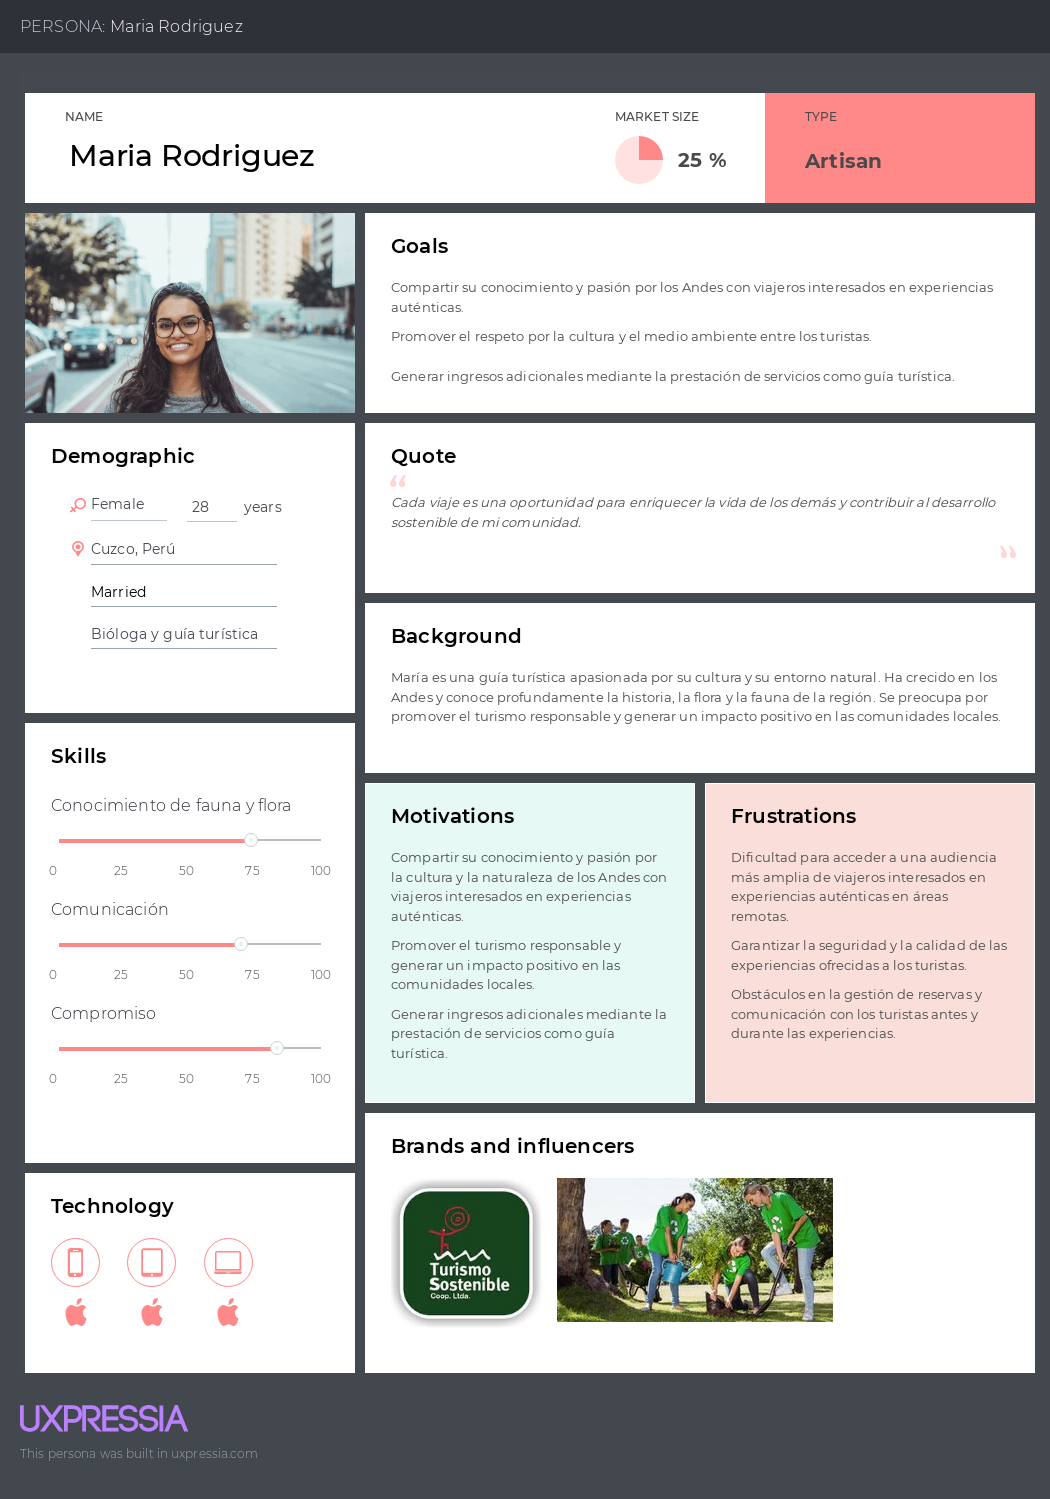 PERSONA: Maria Rodriguez
NAME
Maria Rodriguez
MARKET SIZE
25 %
TYPE
Artisan
Goals
Compartir su conocimiento y pasión por los Andes con viajeros interesados en experiencias
auténticas.
Promover el respeto por la cultura y el medio ambiente entre los turistas.
Generar ingresos adicionales mediante la prestación de servicios como guía turística.
Demographic
Female
28 years
Cuzco, Perú
Married
Bióloga y guía turística
Quote
“
Cada viaje es una oportunidad para enriquecer la vida de los demás y contribuir al desarrollo
sostenible de mi comunidad.
”
Background
María es una guía turística apasionada por su cultura y su entorno natural. Ha crecido en los
Andes y conoce profundamente la historia, la flora y la fauna de la región. Se preocupa por
promover el turismo responsable y generar un impacto positivo en las comunidades locales.
Skills
Conocimiento de fauna y flora
0 25 50 75 100
Comunicación
0 25 50 75 100
Compromiso
0 25 50 75 100
Motivations
Compartir su conocimiento y pasión por
la cultura y la naturaleza de los Andes con
viajeros interesados en experiencias
auténticas.
Promover el turismo responsable y
generar un impacto positivo en las
comunidades locales.
Generar ingresos adicionales mediante la
prestación de servicios como guía
turística.
Frustrations
Dificultad para acceder a una audiencia
más amplia de viajeros interesados en
experiencias auténticas en áreas
remotas.
Garantizar la seguridad y la calidad de las
experiencias ofrecidas a los turistas.
Obstáculos en la gestión de reservas y
comunicación con los turistas antes y
durante las experiencias.
Technology
Brands and influencers
Turismo
Sostenible
Coop. Ltda.
UXPRESSIA
This persona was built in uxpressia.com